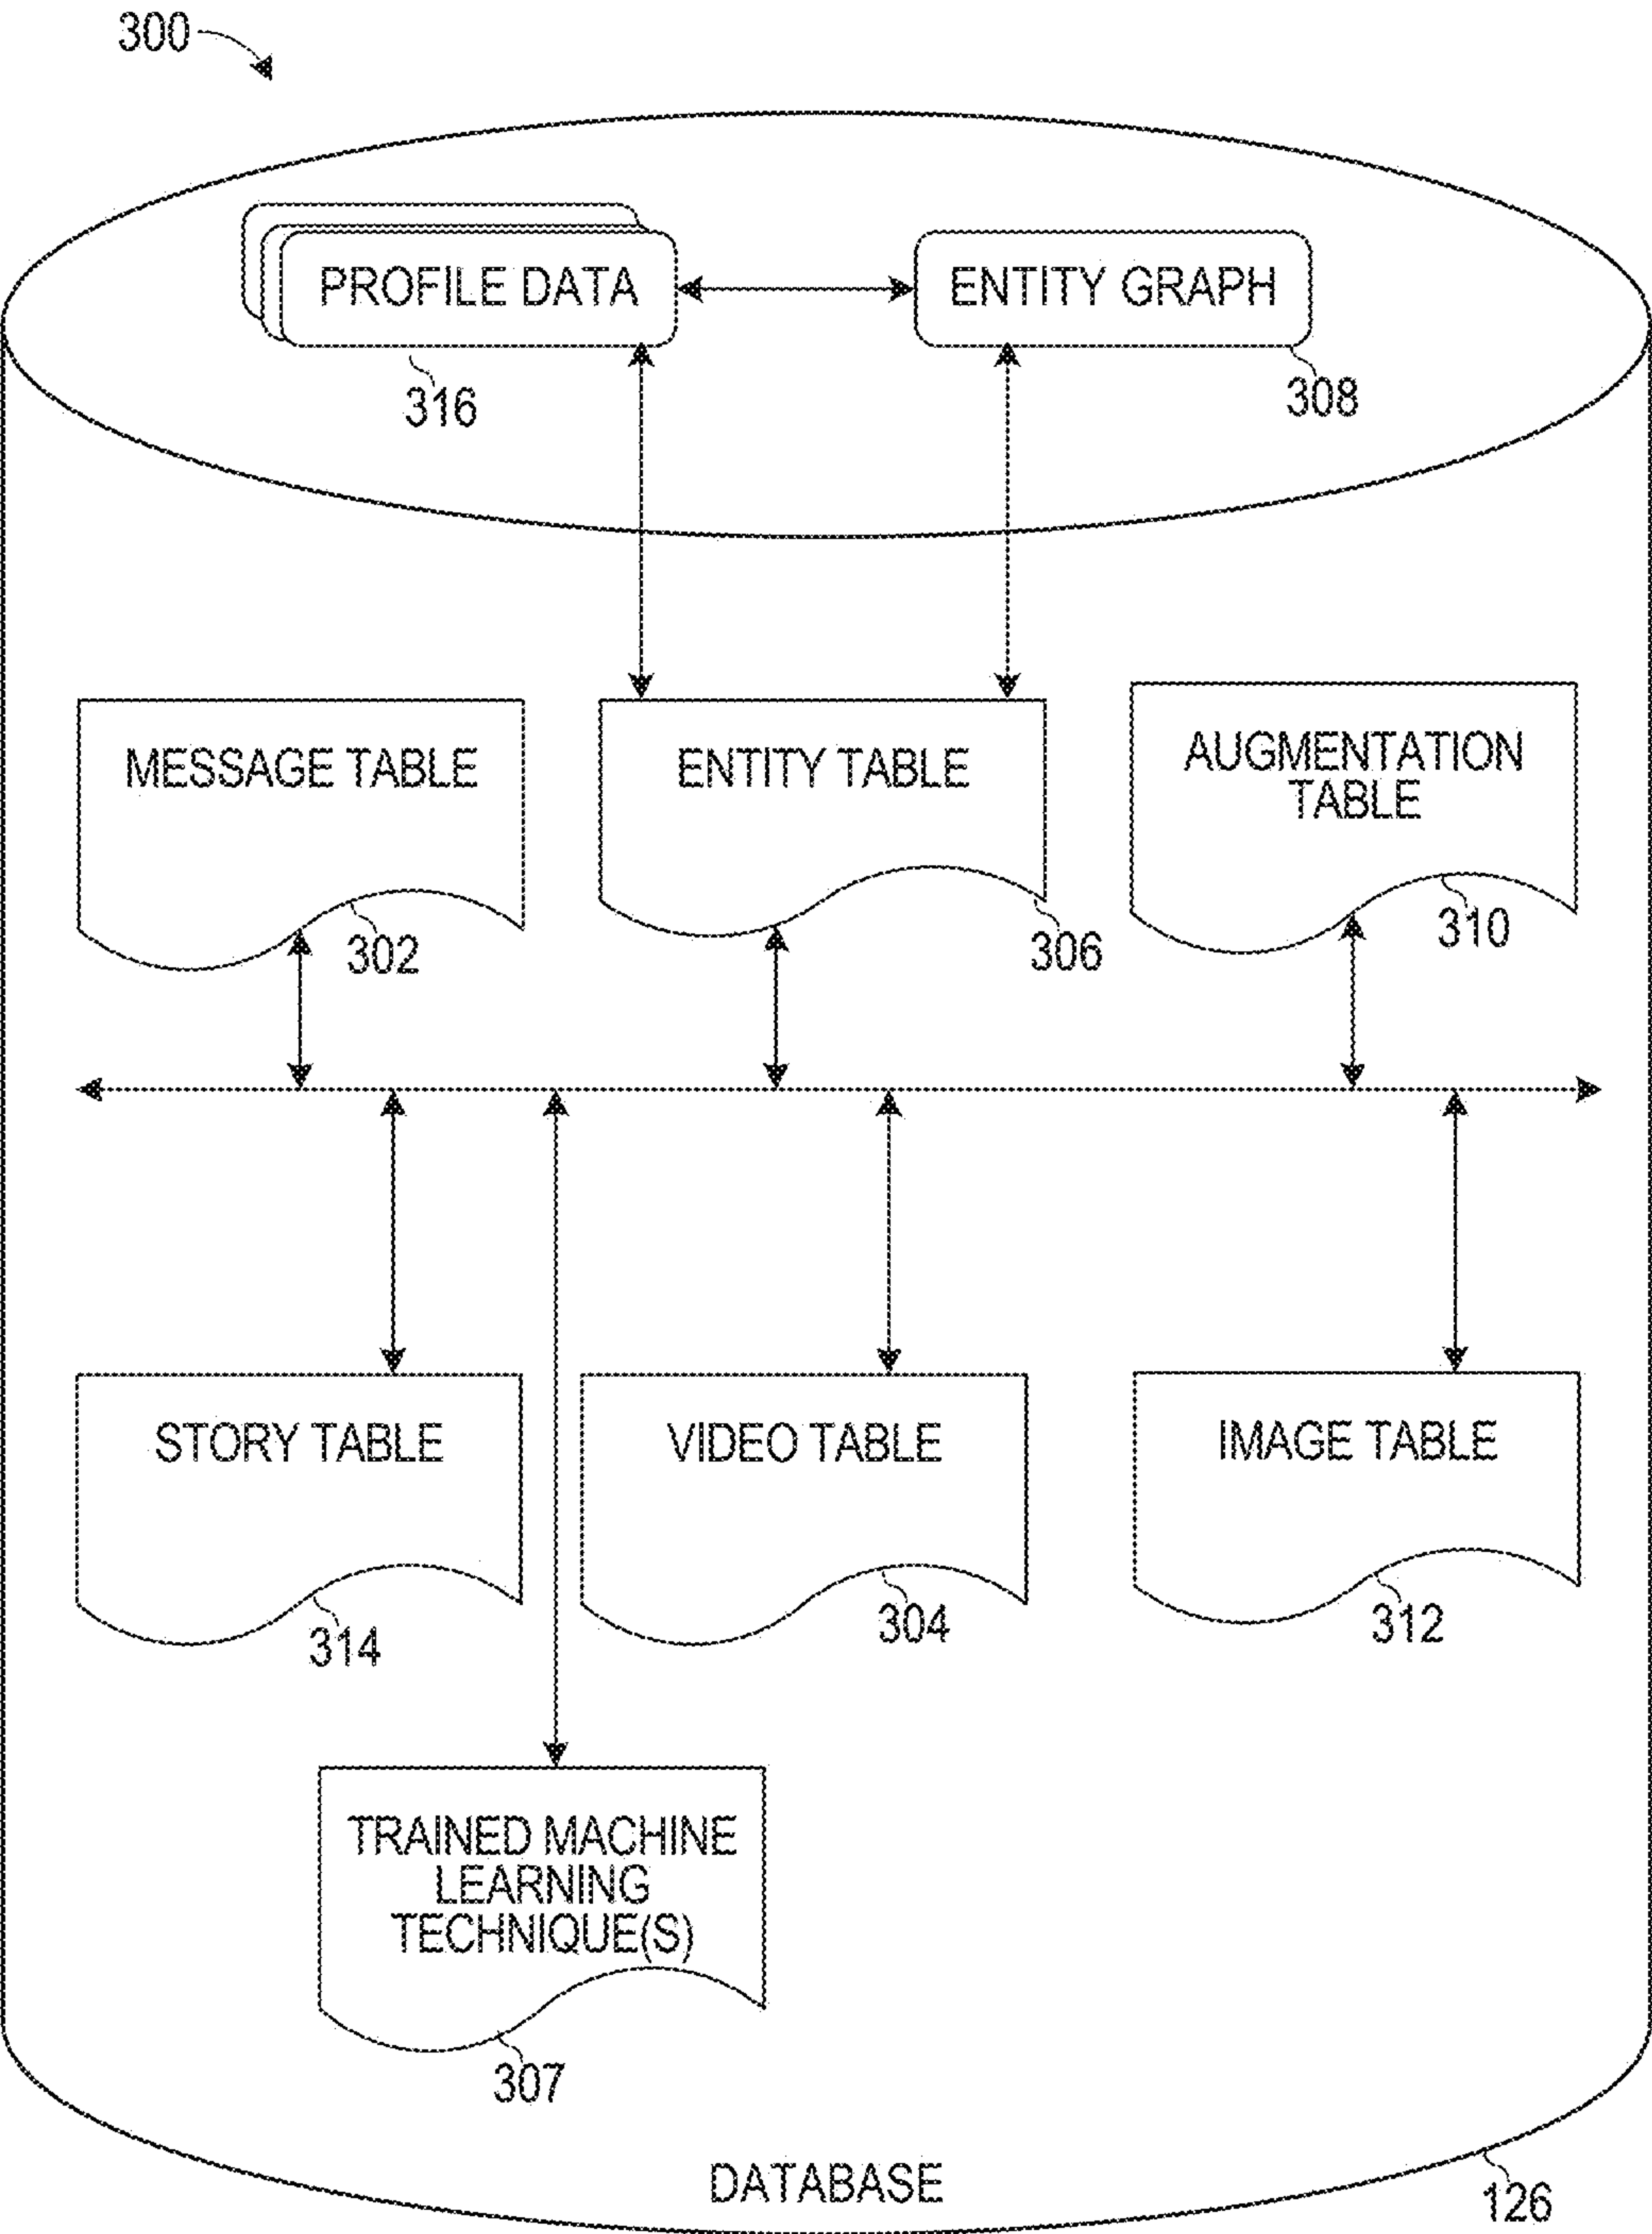 300
PROFILE DATA
ENTITY GRAPH
316
308
MESSAGE TABLE
ENTITY TABLE
AUGMENTATION
TABLE
302
306
310
STORY TABLE
VIDEO TABLE
IMAGE TABLE
314
304
312
TRAINED MACHINE
LEARNING
TECHNIQUE(S)
307
DATABASE
126